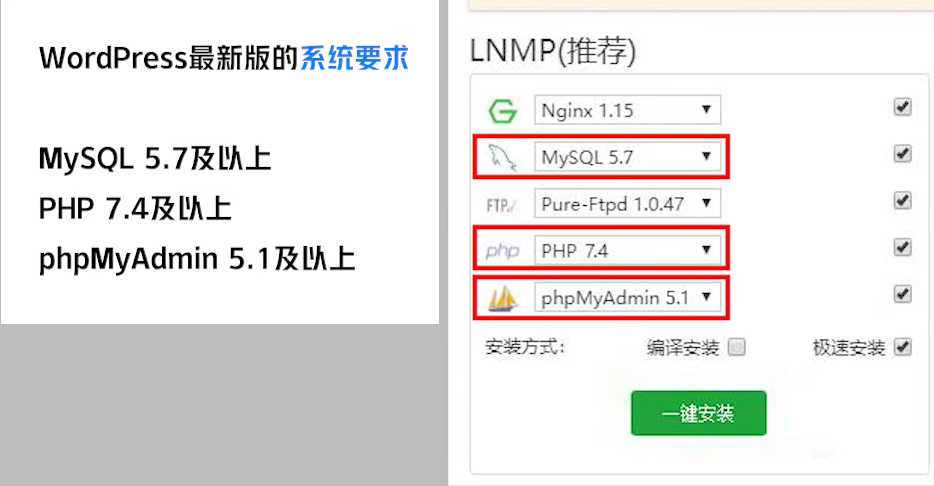 WordPress最新版的系统要求
MySQL 5.7及以上
PHP 7.4及以上
phpMyAdmin 5.1及以上
LNMP(推荐)
Nginx 1.15
MySQL 5.7
FTP
Pure-Ftpd 1.0.47
php
PHP 7.4
phpMyAdmin 5.1
安装方式: 编译安装 极速安装
一键安装